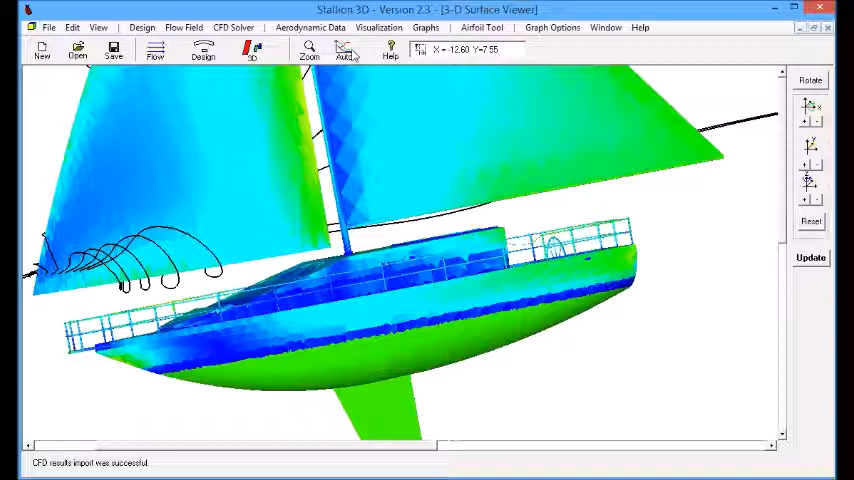 Stallion 3D - Version 2.3 - [3-D Surface Viewer]
File Edit View Design Flow Field CFD Solver Aerodynamic Data Visualization Graphs Airfoil Tool Graph Options Window Help
New Open Save Flow Design 3D Zoom Auto Help X = -12.60 Y=7.55
Rotate
X
+ -
Y
+ -
Z
+ -
Reset
Update
CFD results import was successful.